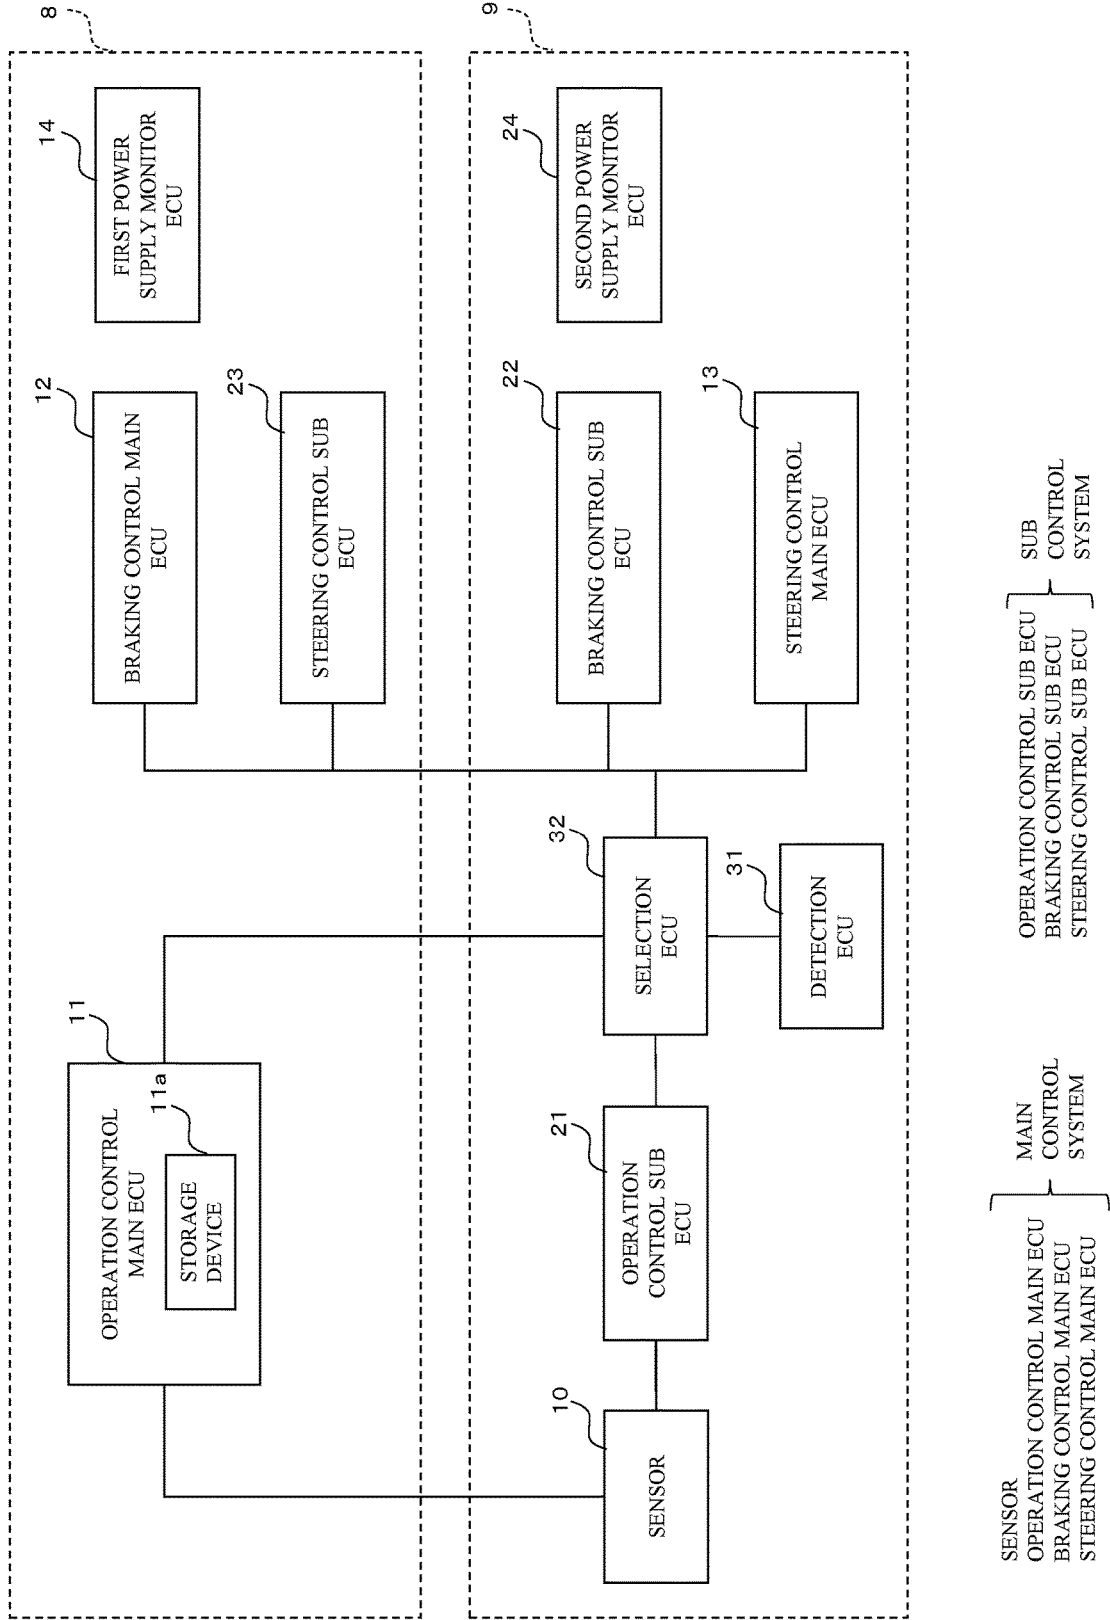 8
11
OPERATION CONTROL
MAIN ECU
11a
STORAGE
DEVICE
12
BRAKING CONTROL MAIN
ECU
23
STEERING CONTROL SUB
ECU
14
FIRST POWER
SUPPLY MONITOR
ECU
9
10
SENSOR
21
OPERATION
CONTROL SUB
ECU
32
SELECTION
ECU
31
DETECTION
ECU
22
BRAKING CONTROL SUB
ECU
13
STEERING CONTROL
MAIN ECU
24
SECOND POWER
SUPPLY MONITOR
ECU
SENSOR
OPERATION CONTROL MAIN ECU
BRAKING CONTROL MAIN ECU
STEERING CONTROL MAIN ECU
MAIN
CONTROL
SYSTEM
OPERATION CONTROL SUB ECU
BRAKING CONTROL SUB ECU
STEERING CONTROL SUB ECU
SUB
CONTROL
SYSTEM